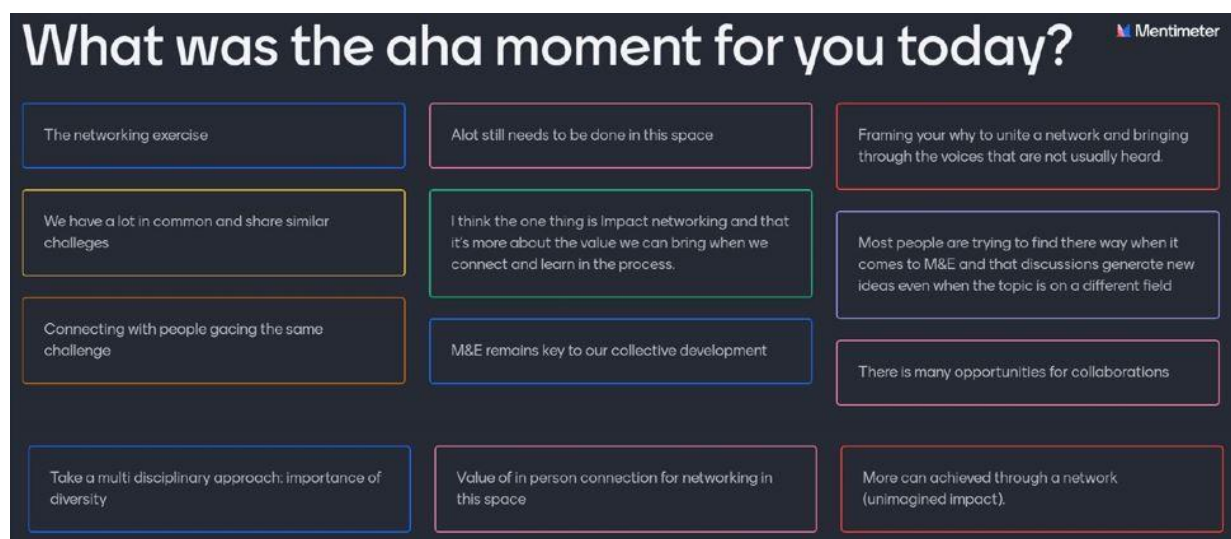 What was the aha moment for you today?
Mentimeter
The networking exercise
We have a lot in common and share similar
challeges
Connecting with people gacing the same
challenge
Alot still needs to be done in this space
I think the one thing is Impact networking and that
it's more about the value we can bring when we
connect and learn in the process.
M&E remains key to our collective development
Framing your why to unite a network and bringing
through the voices that are not usually heard.
Most people are trying to find there way when it
comes to M&E and that discussions generate new
ideas even when the topic is on a different field
There is many opportunities for collaborations
Take a multi disciplinary approach: importance of
diversity
Value of in person connection for networking in
this space
More can achieved through a network
(unimagined impact).